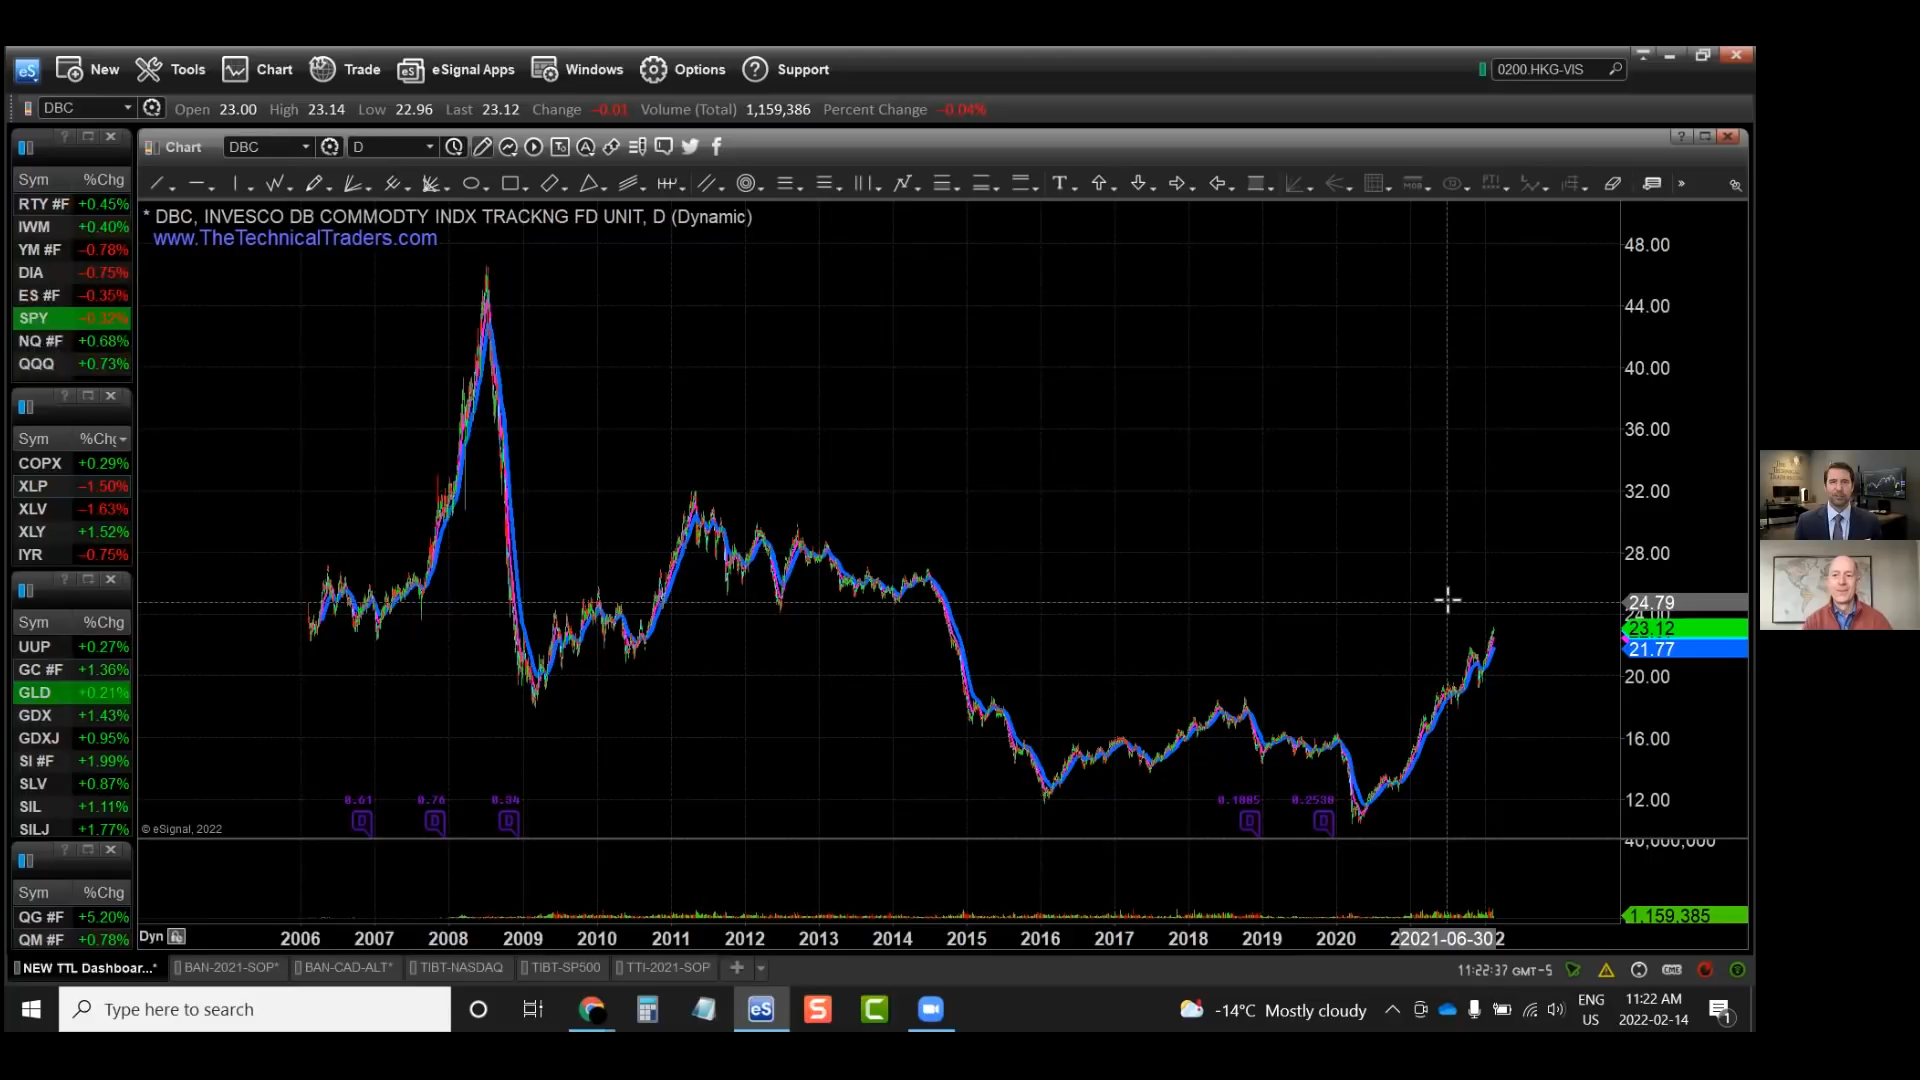 eS New Tools Chart Trade eS eSignal Apps Windows Options ? Support 0200.HKG-VIS
DBC Open 23.00 High 23.14 Low 22.96 Last 23.12 Change -0.01 Volume (Total) 1,159,386 Percent Change -0.04%
Chart DBC D
Sym %Chg
RTY #F +0.45%
IWM +0.40%
YM #F -0.78%
DIA -0.75%
ES #F -0.35%
SPY -0.32%
NQ #F +0.68%
QQQ +0.73%
Sym %Chg
COPX +0.29%
XLP -1.50%
XLV -1.63%
XLY +1.52%
IYR -0.75%
Sym %Chg
UUP +0.27%
GC #F +1.36%
GLD +0.21%
GDX +1.43%
GDXJ +0.95%
SI #F +1.99%
SLV +0.87%
SIL +1.11%
SILJ +1.77%
Sym %Chg
QG #F +5.20%
QM #F +0.78%
* DBC, INVESCO DB COMMODTY INDX TRACKNG FD UNIT, D (Dynamic)
www.TheTechnicalTraders.com
48.00
44.00
40.00
36.00
32.00
28.00
24.79
24.00
23.12
21.77
20.00
16.00
12.00
0.61 0.76 0.34 0.1885 0.2538
D D D D D
© eSignal, 2022
40,000,000
1,159,385
Dyn 2006 2007 2008 2009 2010 2011 2012 2013 2014 2015 2016 2017 2018 2019 2020 2021-06-30
NEW TTL Dashboar...* BAN-2021-SOP* BAN-CAD-ALT* TIBT-NASDAQ TIBT-SP500 TTI-2021-SOP
11:22:37 GMT-5 CME
Type here to search
eS S C
-14°C Mostly cloudy
ENG
US
11:22 AM
2022-02-14
1